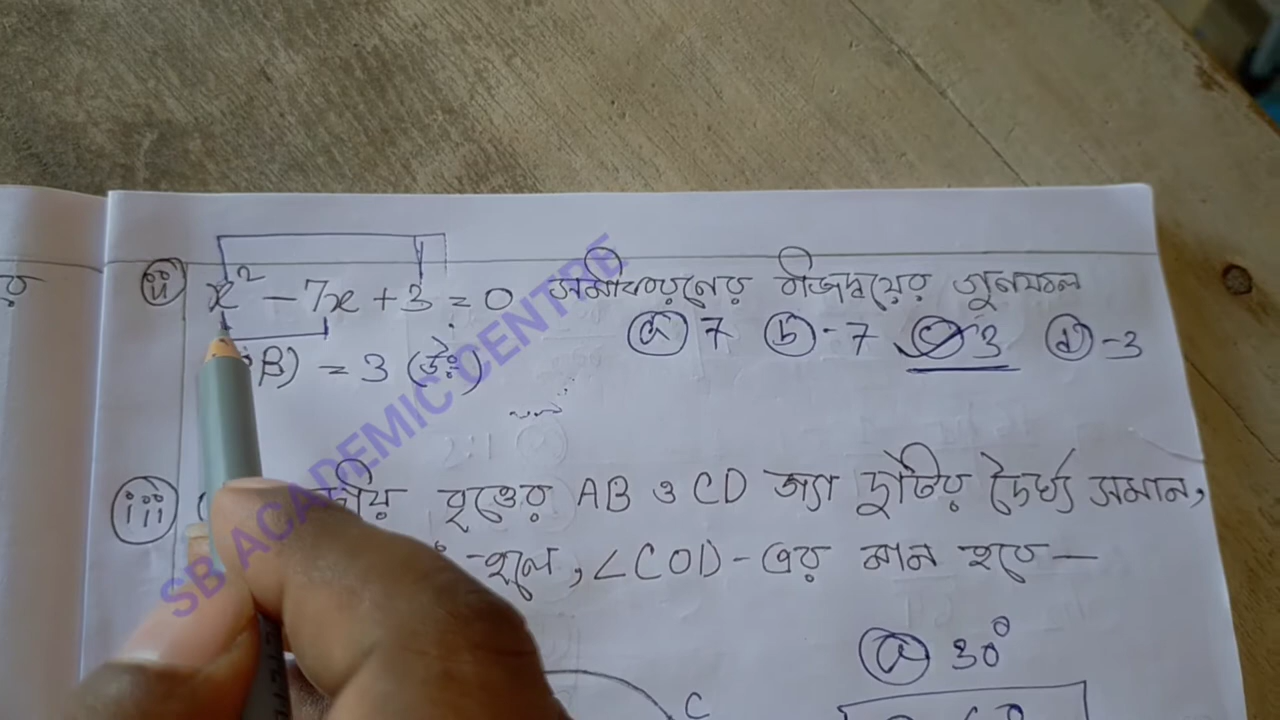 র
ii x² - 7x + 3 = 0 সমীকরনের বীজদ্বয়ের গুনফল
a 7 b -7 c 3 d -3
β) = 3 (উঃ)
iii বৃত্তের AB ও CD জ্যা দুটির দৈর্ঘ্য সমান,
হলে, ∠COD-এর মান হবে—
a 30°
C
SB ACADEMIC CENTRE